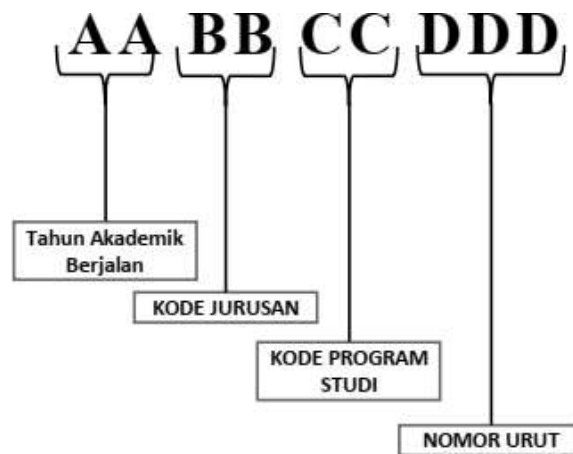 AA BB CC DDD
Tahun Akademik
Berjalan
KODE JURUSAN
KODE PROGRAM
STUDI
NOMOR URUT